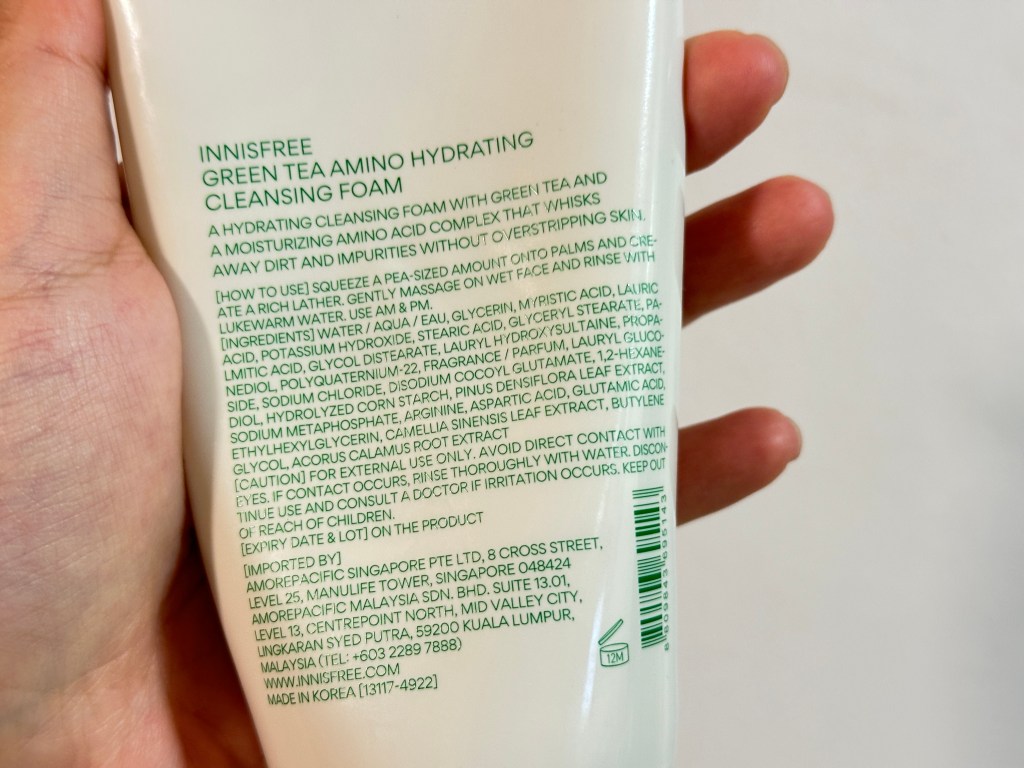 INNISFREE
GREEN TEA AMINO HYDRATING
CLEANSING FOAM
A HYDRATING CLEANSING FOAM WITH GREEN TEA AND
A MOISTURIZING AMINO ACID COMPLEX THAT WHISKS
AWAY DIRT AND IMPURITIES WITHOUT OVERSTRIPPING SKIN.
[HOW TO USE] SQUEEZE A PEA-SIZED AMOUNT ONTO PALMS AND CRE-
ATE A RICH LATHER. GENTLY MASSAGE ON WET FACE AND RINSE WITH
LUKEWARM WATER. USE AM & PM.
[INGREDIENTS] WATER / AQUA / EAU, GLYCERIN, MYRISTIC ACID, LAURIC
ACID, POTASSIUM HYDROXIDE, STEARIC ACID, GLYCERYL STEARATE, PA-
LMITIC ACID, GLYCOL DISTEARATE, LAURYL HYDROXYSULTAINE, PROPA-
NEDIOL, POLYQUATERNIUM-22, FRAGRANCE / PARFUM, LAURYL GLUCO-
SIDE, SODIUM CHLORIDE, DISODIUM COCOYL GLUTAMATE, 1,2-HEXANE-
DIOL, HYDROLYZED CORN STARCH, PINUS DENSIFLORA LEAF EXTRACT,
SODIUM METAPHOSPHATE, ARGININE, ASPARTIC ACID, GLUTAMIC ACID,
ETHYLHEXYLGLYCERIN, CAMELLIA SINENSIS LEAF EXTRACT, BUTYLENE
GLYCOL, ACORUS CALAMUS ROOT EXTRACT
[CAUTION] FOR EXTERNAL USE ONLY. AVOID DIRECT CONTACT WITH
EYES. IF CONTACT OCCURS, RINSE THOROUGHLY WITH WATER. DISCON-
TINUE USE AND CONSULT A DOCTOR IF IRRITATION OCCURS. KEEP OUT
OF REACH OF CHILDREN.
[EXPIRY DATE & LOT] ON THE PRODUCT
[IMPORTED BY]
AMOREPACIFIC SINGAPORE PTE LTD, 8 CROSS STREET,
LEVEL 25, MANULIFE TOWER, SINGAPORE 048424
AMOREPACIFIC MALAYSIA SDN. BHD. SUITE 13.01,
LEVEL 13, CENTREPOINT NORTH, MID VALLEY CITY,
LINGKARAN SYED PUTRA, 59200 KUALA LUMPUR,
MALAYSIA (TEL: +603 2289 7888)
WWW.INNISFREE.COM
MADE IN KOREA [13117-4922]
12M
8 809843 695143